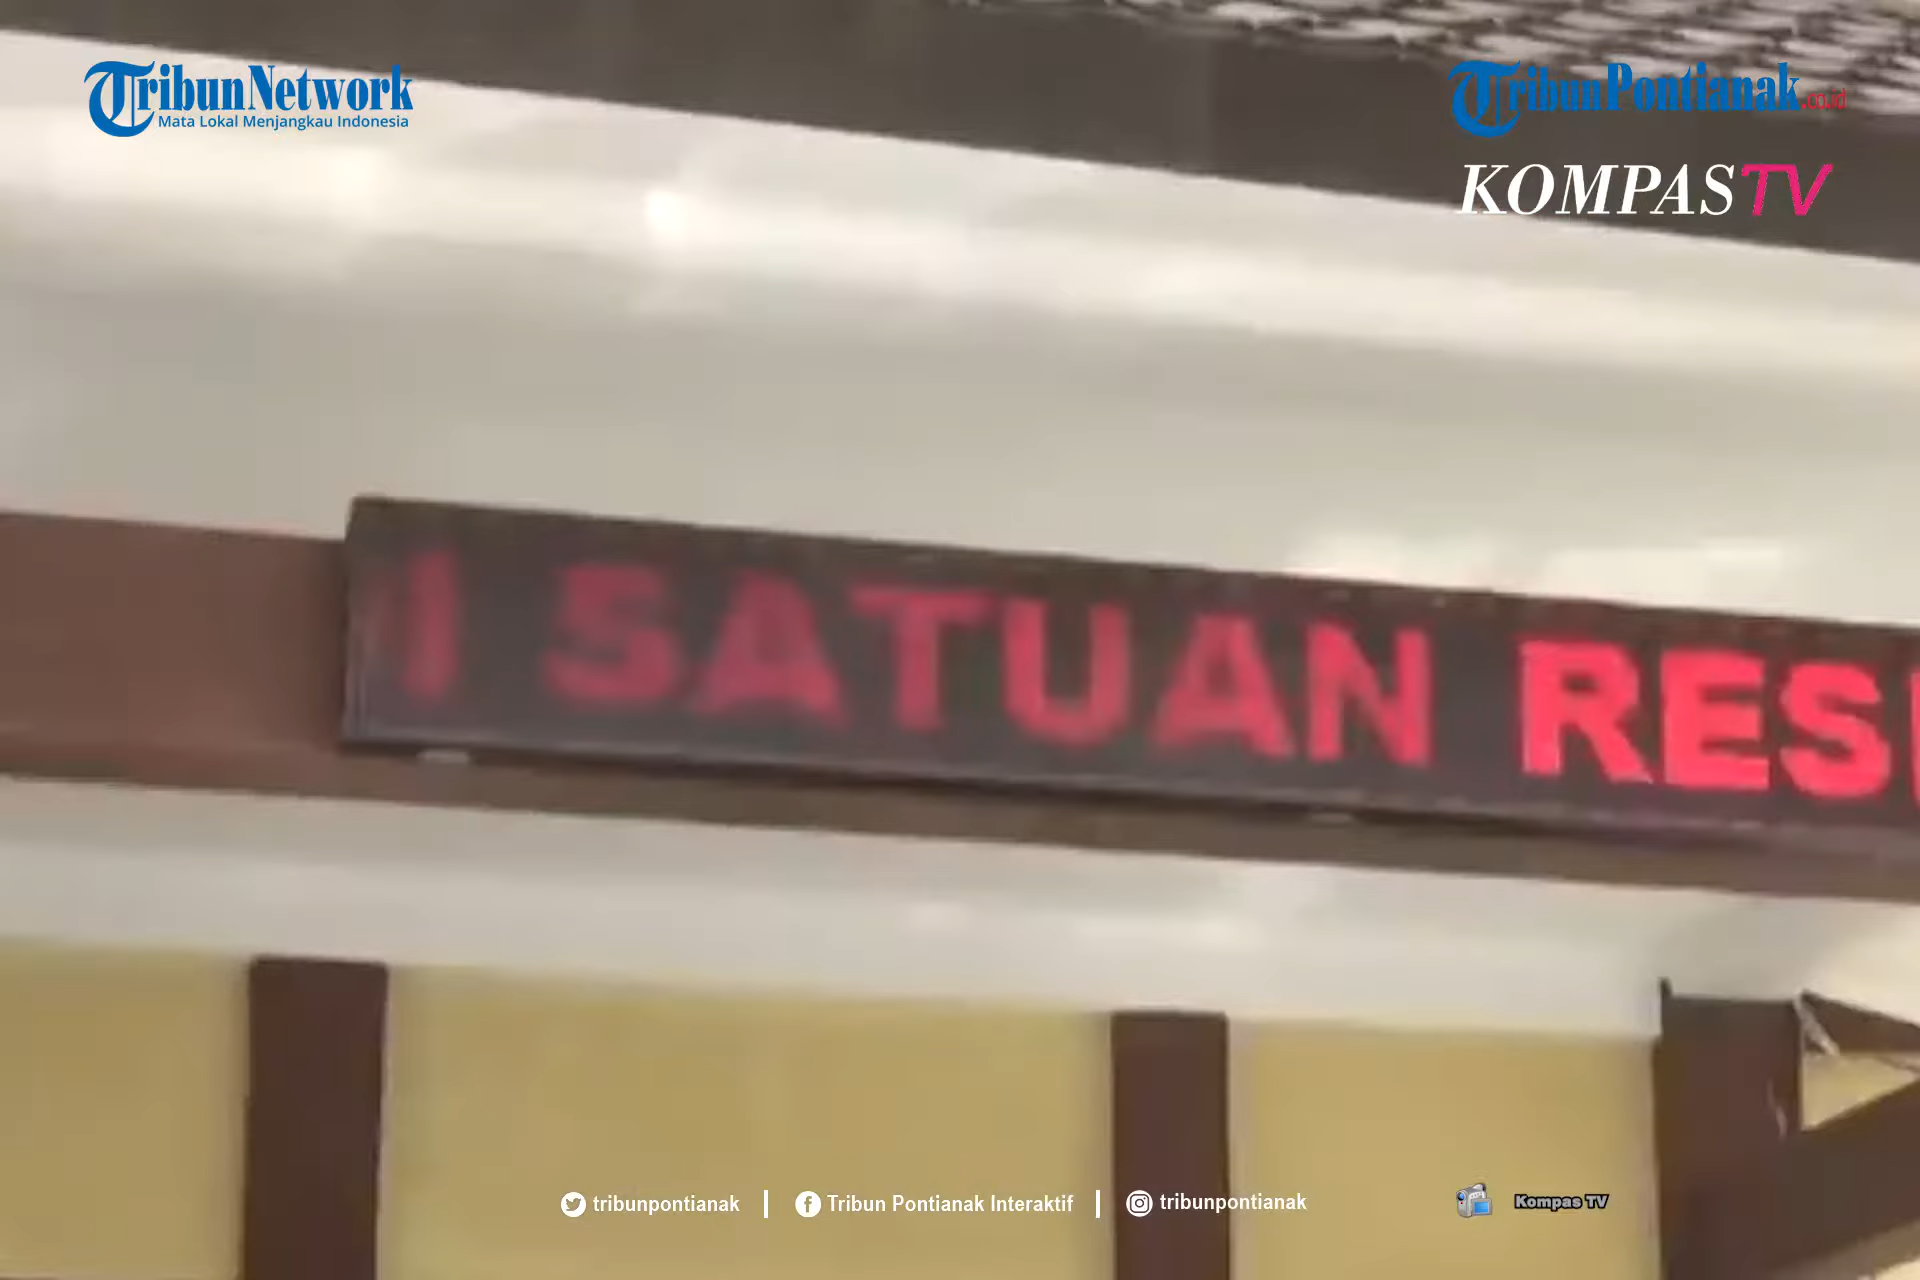 TribunNetwork
Mata Lokal Menjangkau Indonesia
TribunPontianak.co.id
KOMPASTV
SATUAN RES
tribunpontianak | Tribun Pontianak Interaktif | tribunpontianak
Kompas TV